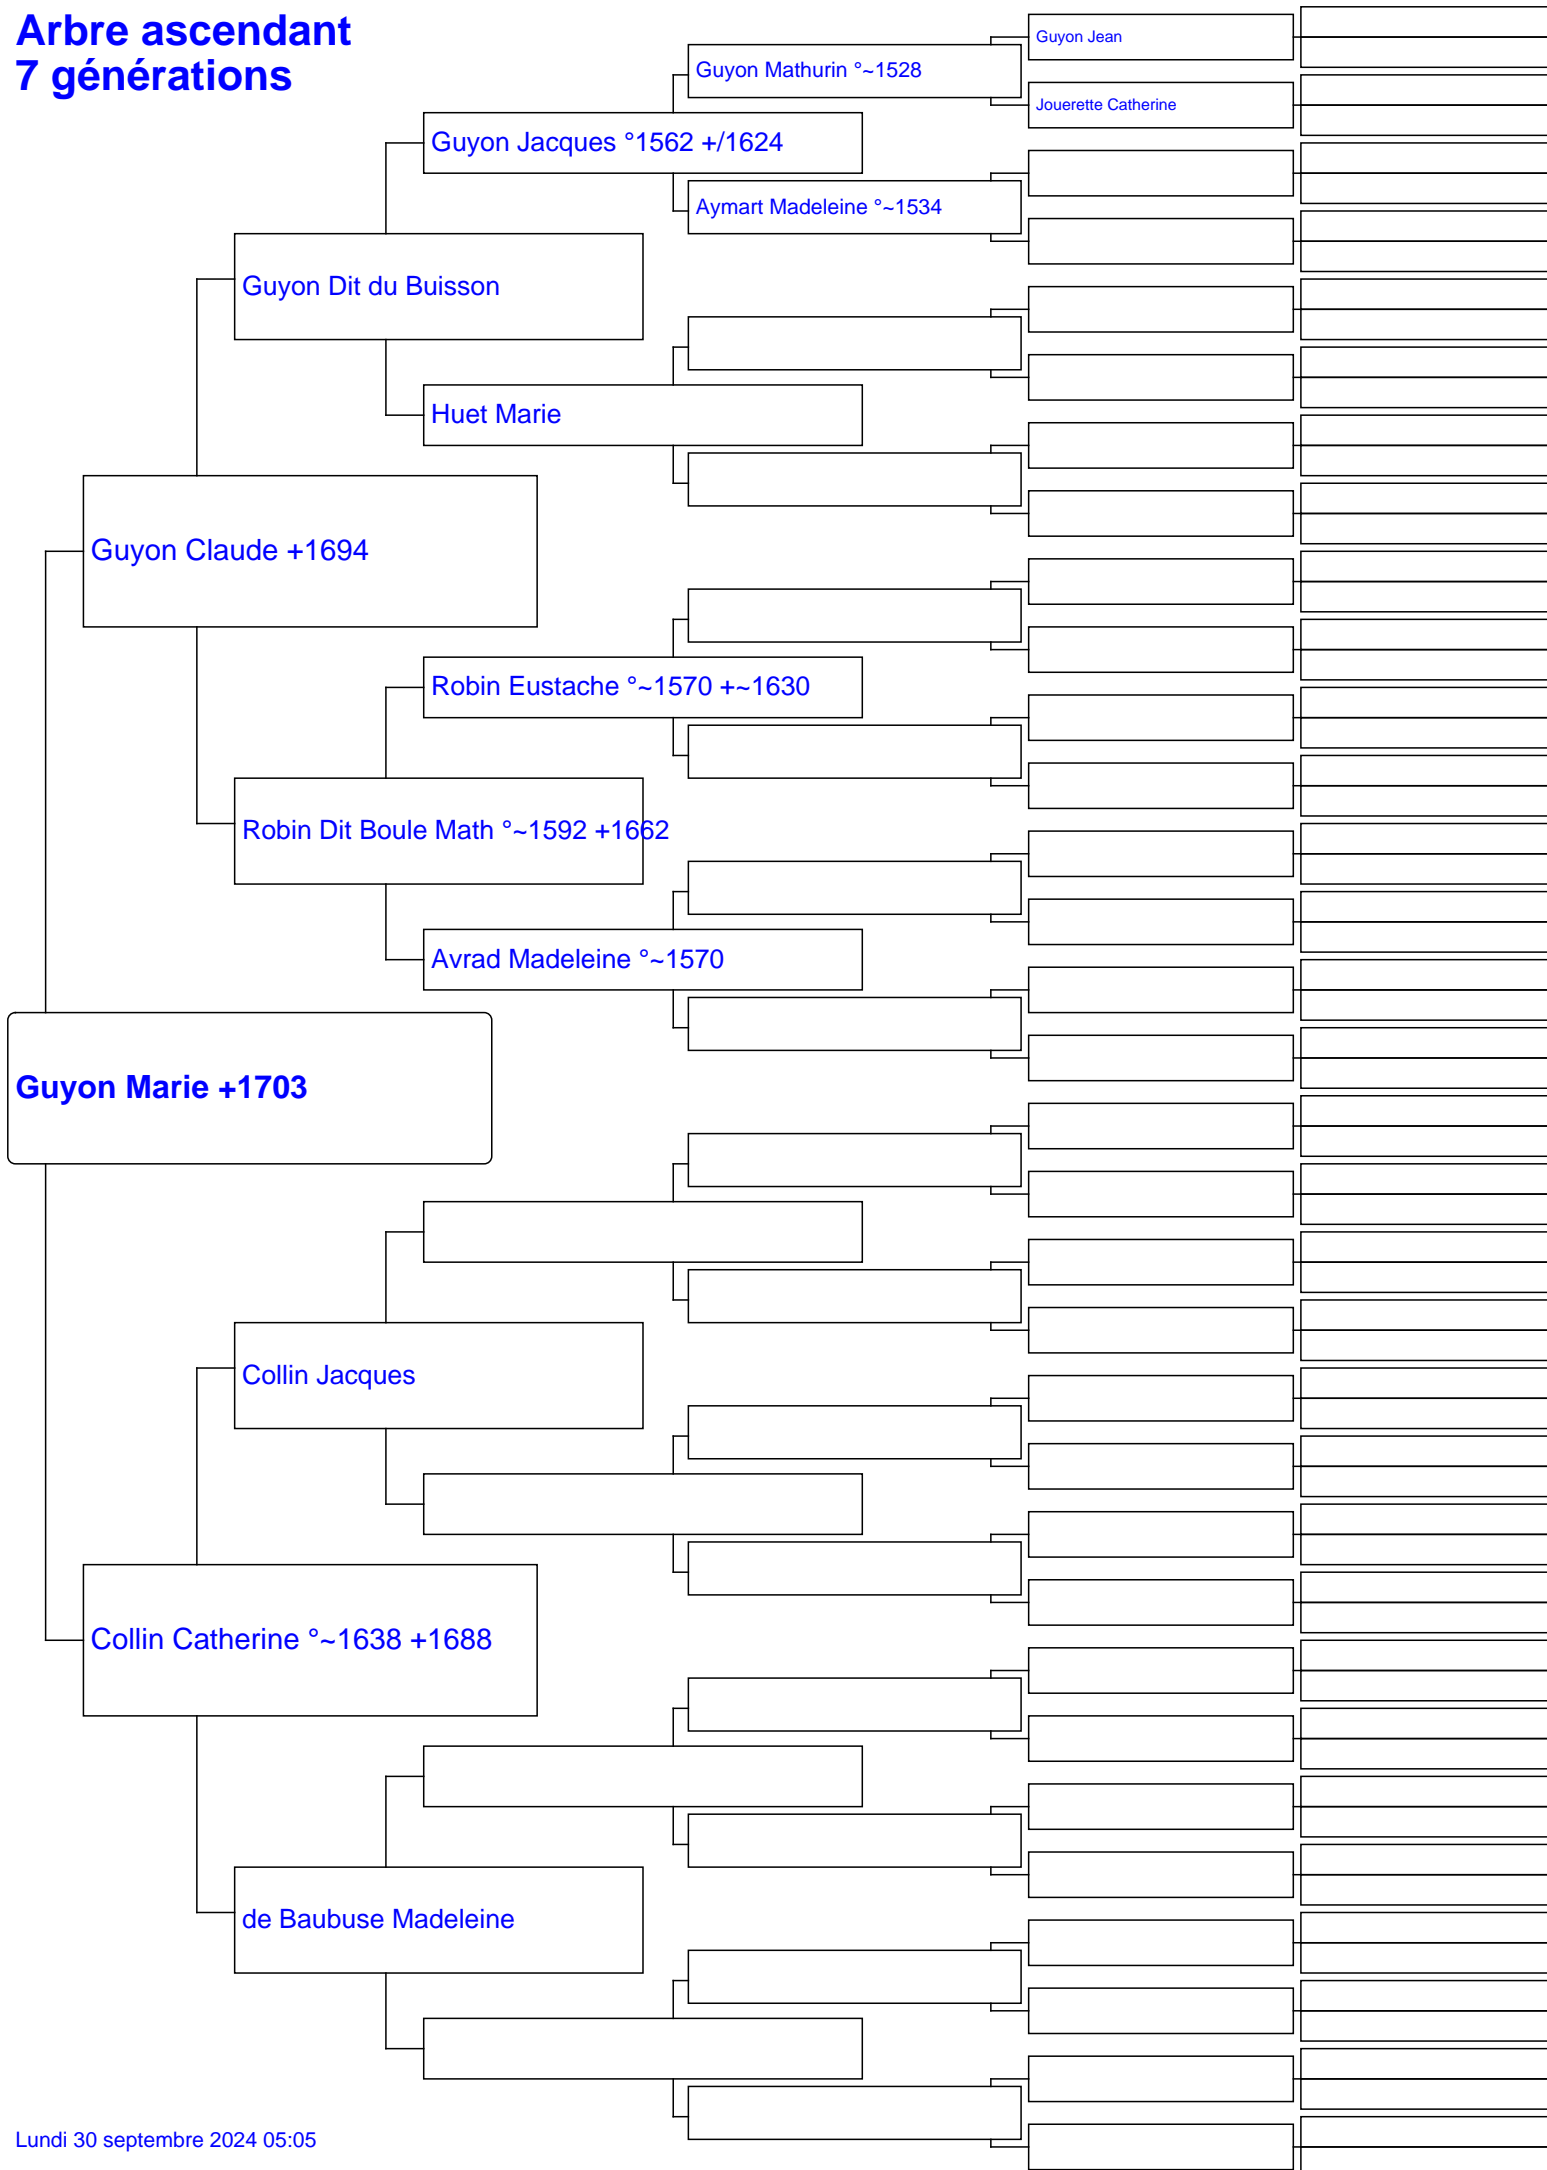 Arbre ascendant
7 générations
Guyon Jean
Guyon Mathurin °~1528
Jouerette Catherine
Guyon Jacques °1562 +/1624
Aymart Madeleine °~1534
Guyon Dit du Buisson
Huet Marie
Guyon Claude +1694
Robin Eustache °~1570 +~1630
Robin Dit Boule Math °~1592 +1662
Avrad Madeleine °~1570
Guyon Marie +1703
Collin Jacques
Collin Catherine °~1638 +1688
de Baubuse Madeleine
Lundi 30 septembre 2024 05:05